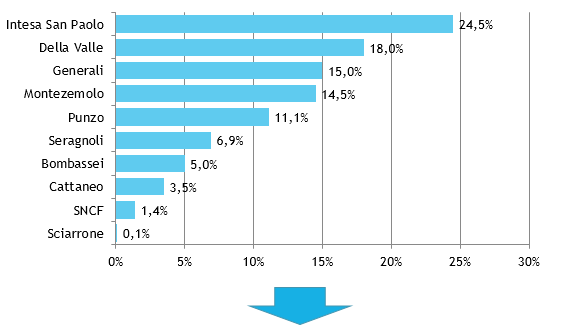 Intesa San Paolo 24,5%
Della Valle 18,0%
Generali 15,0%
Montezemolo 14,5%
Punzo 11,1%
Seragnoli 6,9%
Bombassei 5,0%
Cattaneo 3,5%
SNCF 1,4%
Sciarrone 0,1%
0% 5% 10% 15% 20% 25% 30%